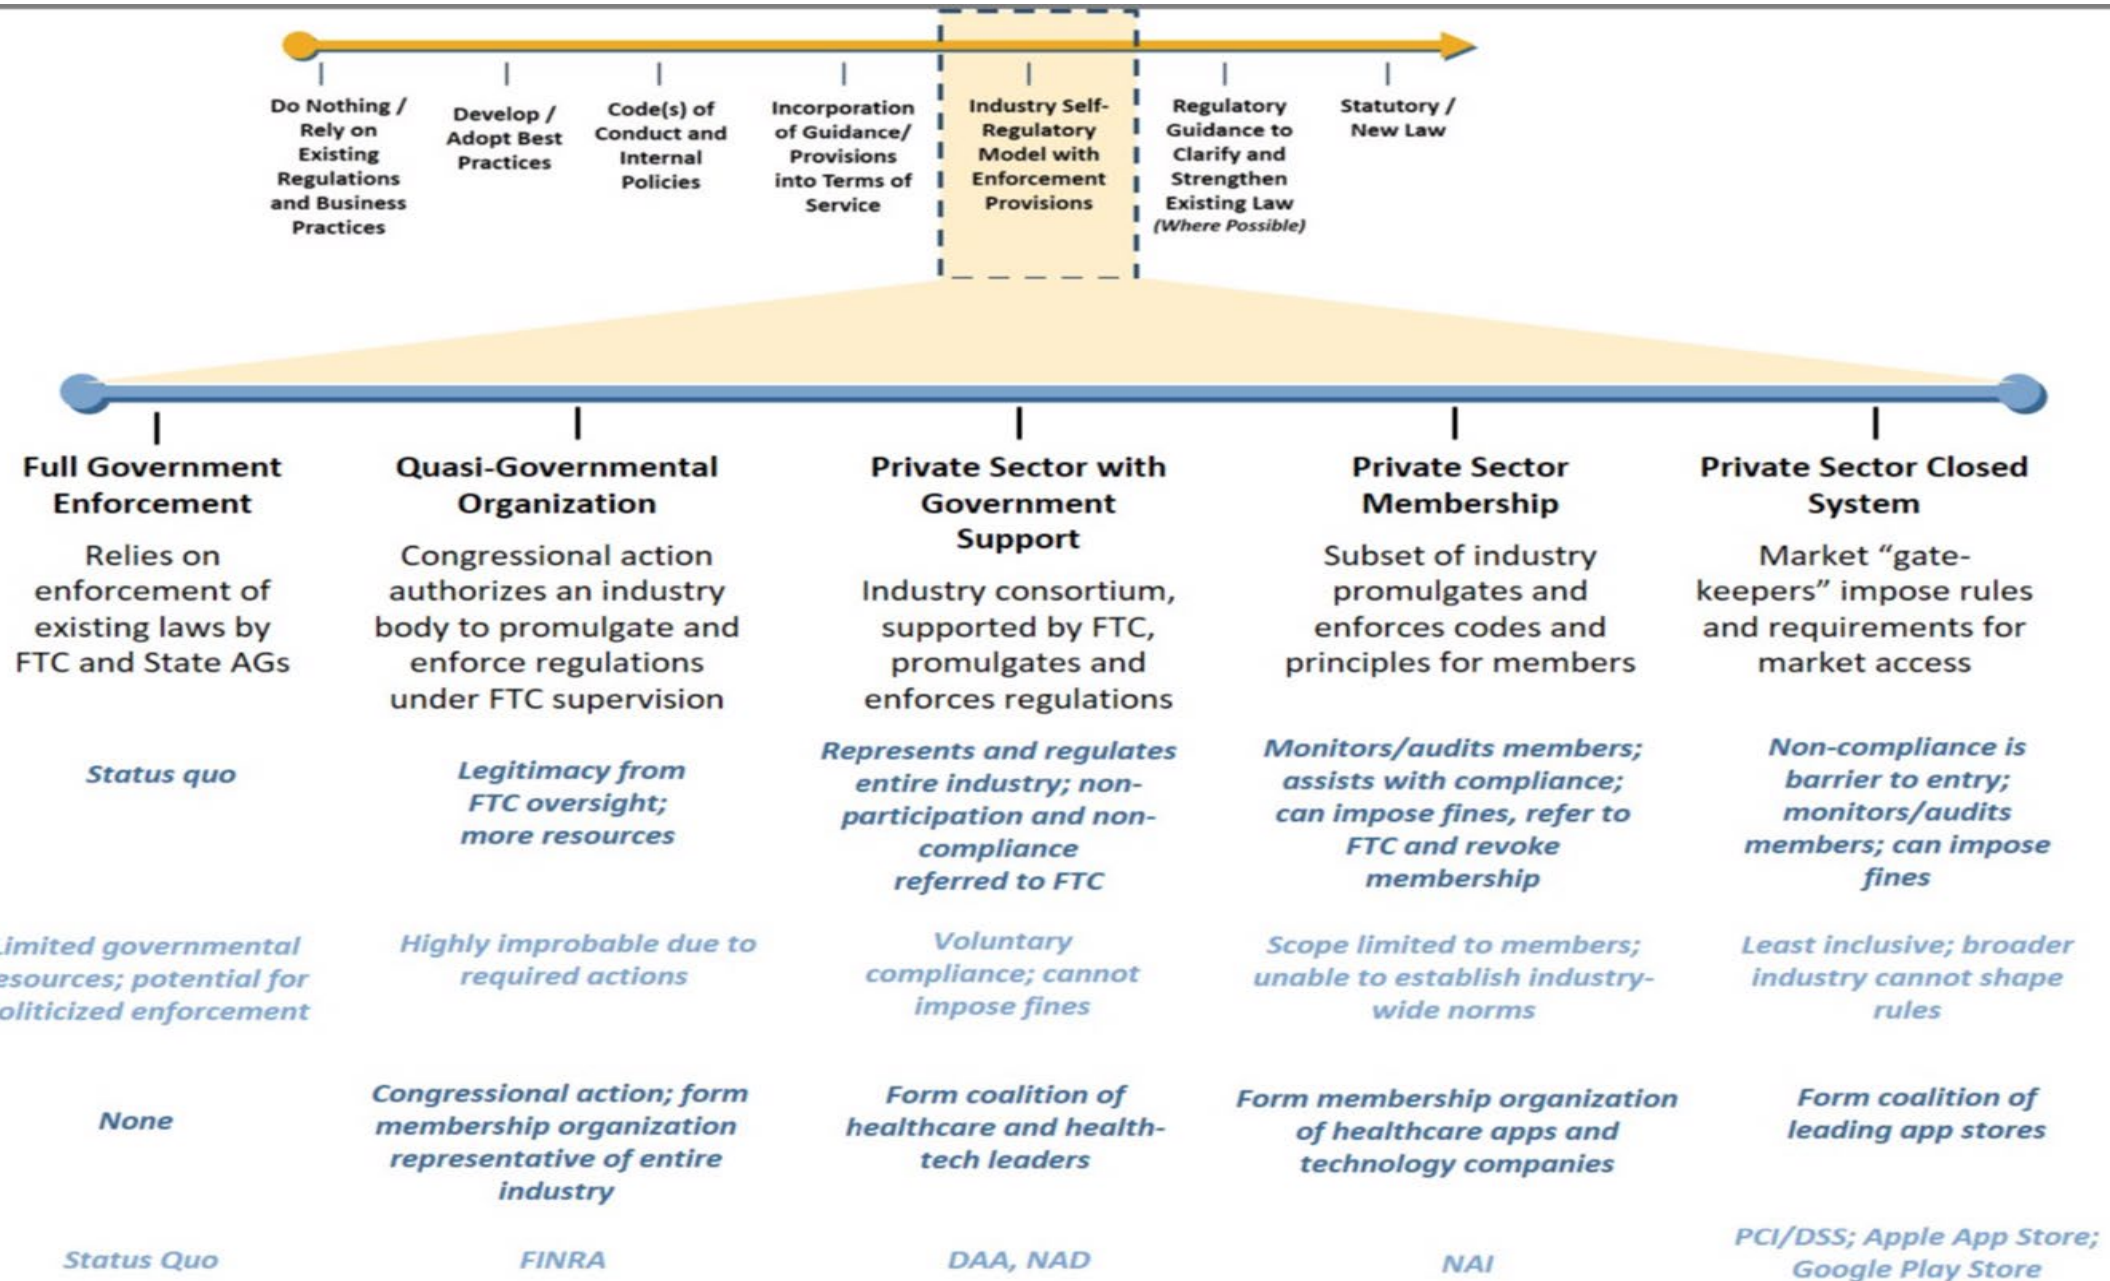 Do Nothing /
Rely on
Existing
Regulations
and Business
Practices
Develop /
Adopt Best
Practices
Code(s) of
Conduct and
Internal
Policies
Incorporation
of Guidance/
Provisions
into Terms of
Service
Industry Self-
Regulatory
Model with
Enforcement
Provisions
Regulatory
Guidance to
Clarify and
Strengthen
Existing Law
(Where Possible)
Statutory /
New Law
Full Government
Enforcement
Relies on
enforcement of
existing laws by
FTC and State AGs
Quasi-Governmental
Organization
Congressional action
authorizes an industry
body to promulgate and
enforce regulations
under FTC supervision
Private Sector with
Government
Support
Industry consortium,
supported by FTC,
promulgates and
enforces regulations
Private Sector
Membership
Subset of industry
promulgates and
enforces codes and
principles for members
Private Sector Closed
System
Market “gate-
keepers” impose rules
and requirements for
market access
Status quo
Legitimacy from
FTC oversight;
more resources
Represents and regulates
entire industry; non-
participation and non-
compliance
referred to FTC
Monitors/audits members;
assists with compliance;
can impose fines, refer to
FTC and revoke
membership
Non-compliance is
barrier to entry;
monitors/audits
members; can impose
fines
Limited governmental
esources; potential for
oliticized enforcement
Highly improbable due to
required actions
Voluntary
compliance; cannot
impose fines
Scope limited to members;
unable to establish industry-
wide norms
Least inclusive; broader
industry cannot shape
rules
None
Congressional action; form
membership organization
representative of entire
industry
Form coalition of
healthcare and health-
tech leaders
Form membership organization
of healthcare apps and
technology companies
Form coalition of
leading app stores
Status Quo
FINRA
DAA, NAD
NAI
PCI/DSS; Apple App Store;
Google Play Store